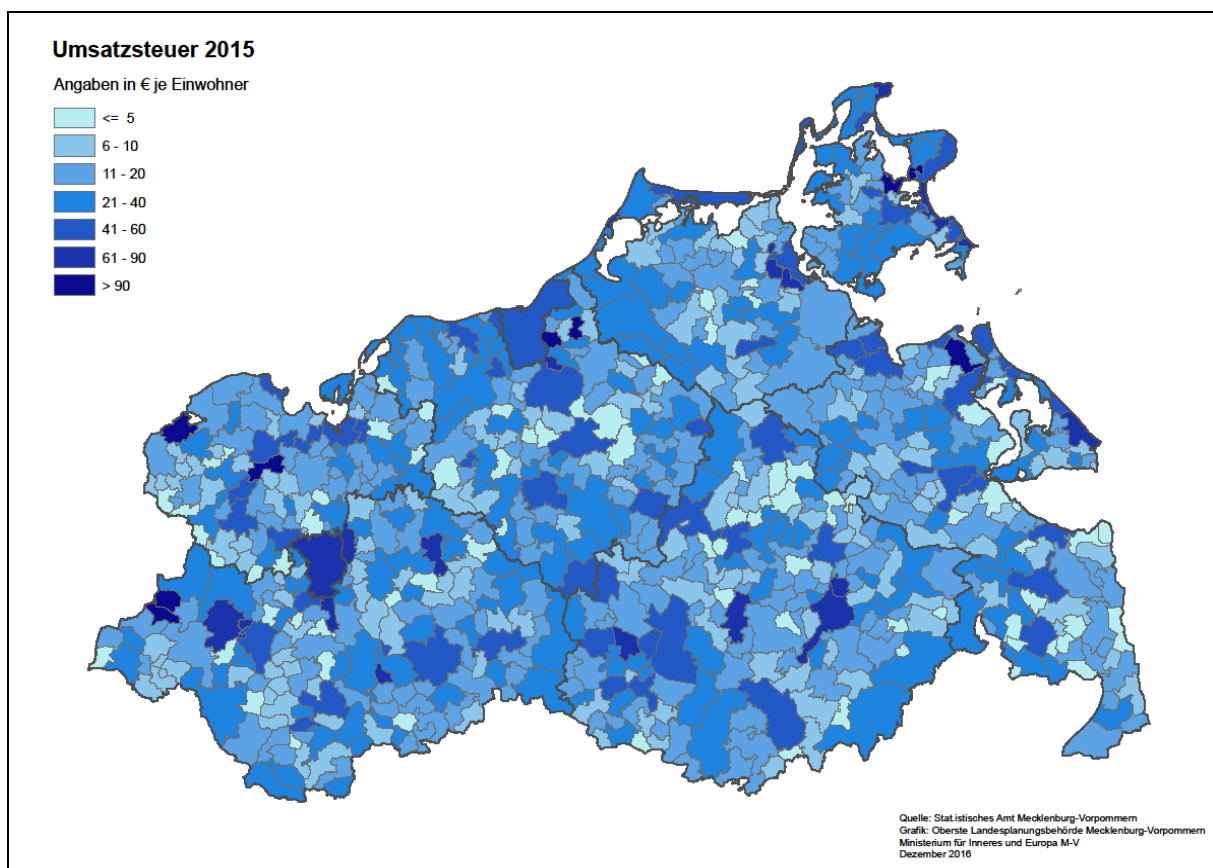 Umsatzsteuer 2015
Angaben in € je Einwohner
<= 5
6 - 10
11 - 20
21 - 40
41 - 60
61 - 90
> 90
Quelle: Stat.istisches Amt Mecklenburg-Vorpommern
Grafik: Oberste Landesplanungsbehörde Mecklenburg-Vorpommern
Ministerium für Inneres und Europa M-V
Dezember 2016